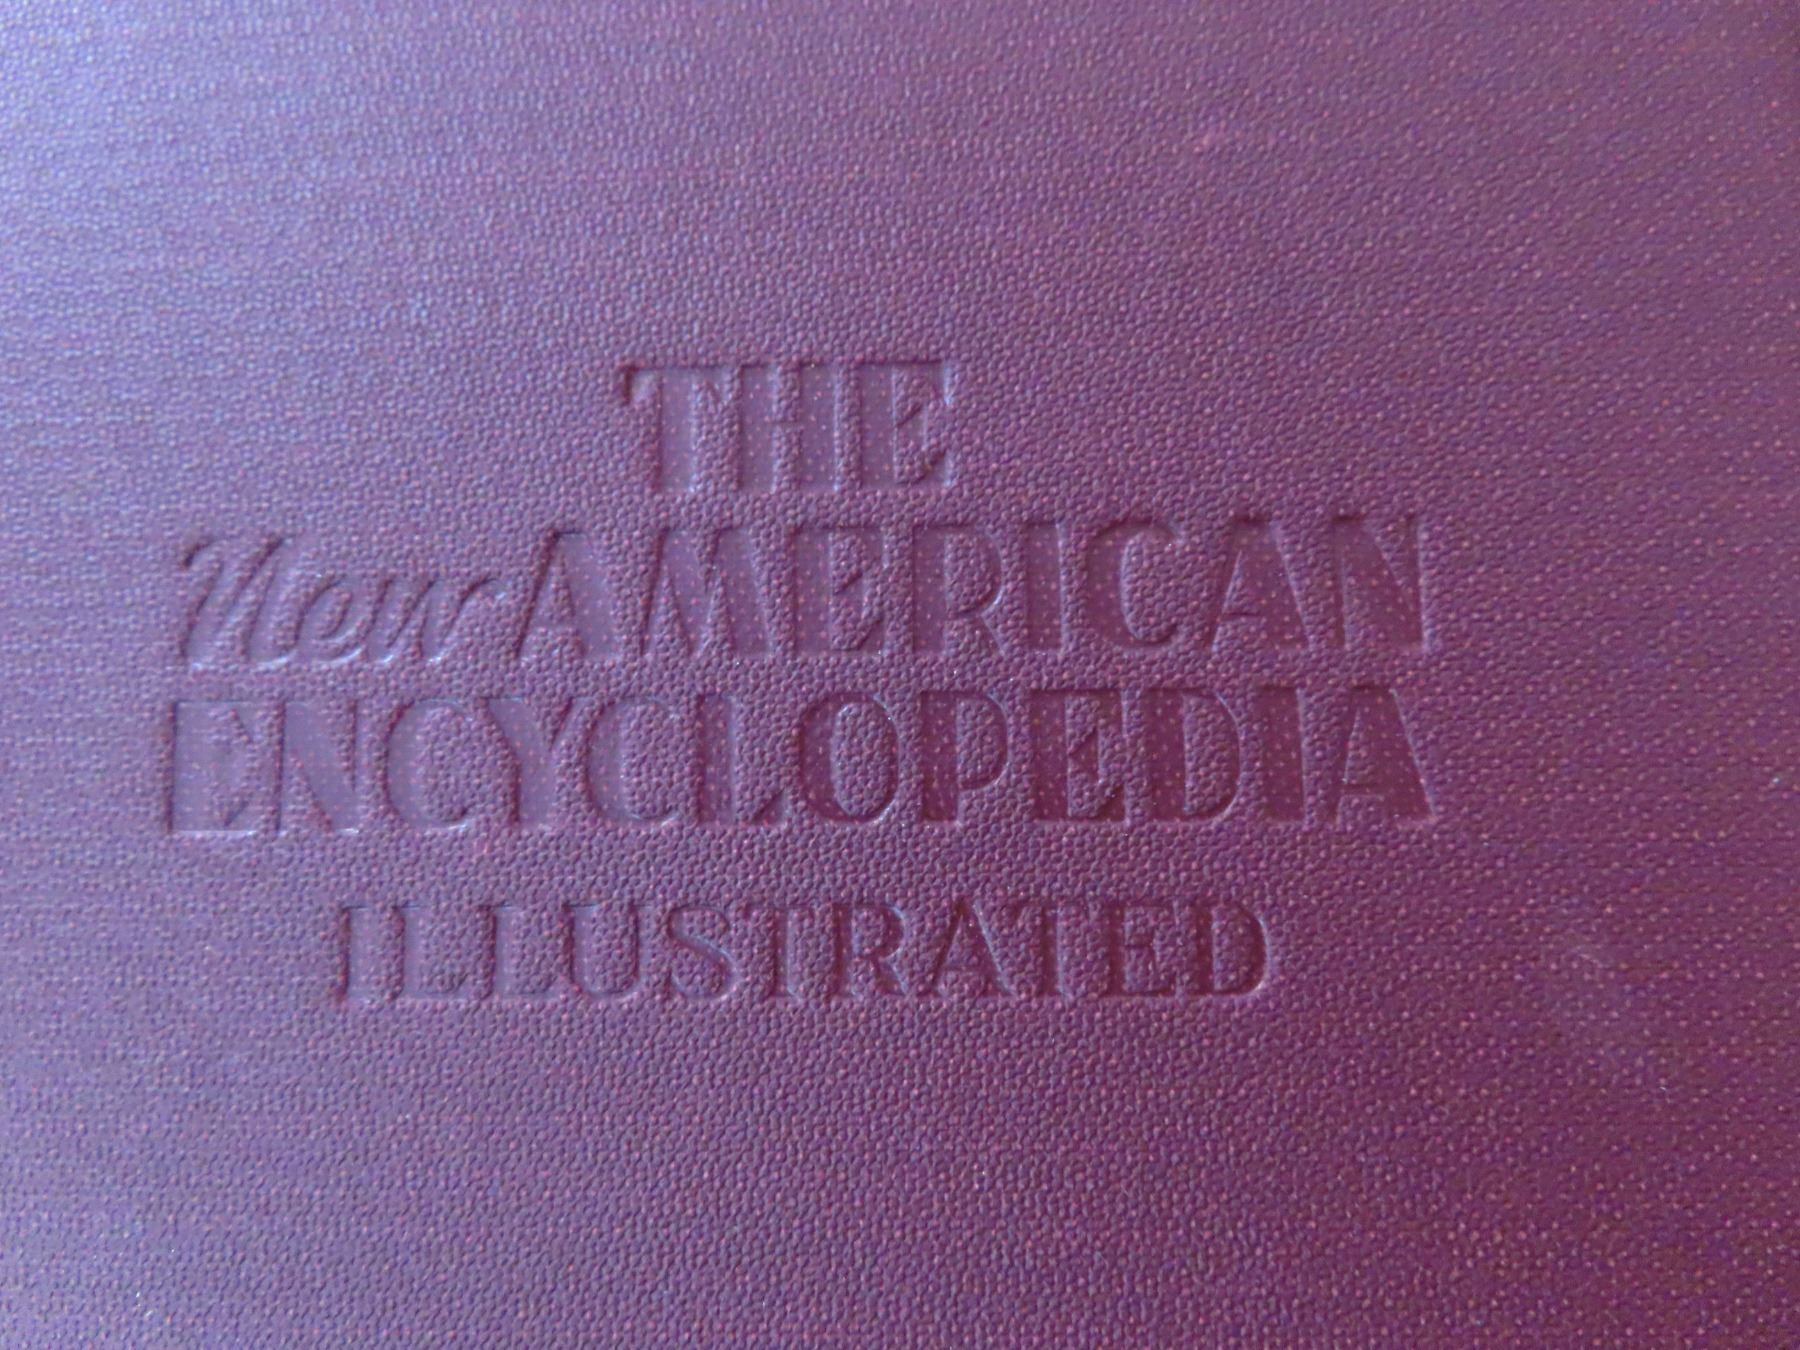 THE
New AMERICAN
ENCYCLOPEDIA
ILLUSTRATED